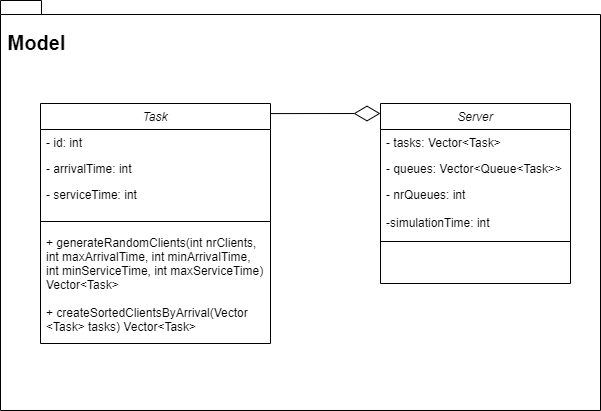 Model
Task
- id: int
- arrivalTime: int
- serviceTime: int
+ generateRandomClients(int nrClients,
int maxArrivalTime, int minArrivalTime,
int minServiceTime, int maxServiceTime)
Vector<Task>
+ createSortedClientsByArrival(Vector
<Task> tasks) Vector<Task>
Server
- tasks: Vector<Task>
- queues: Vector<Queue<Task>>
- nrQueues: int
-simulationTime: int